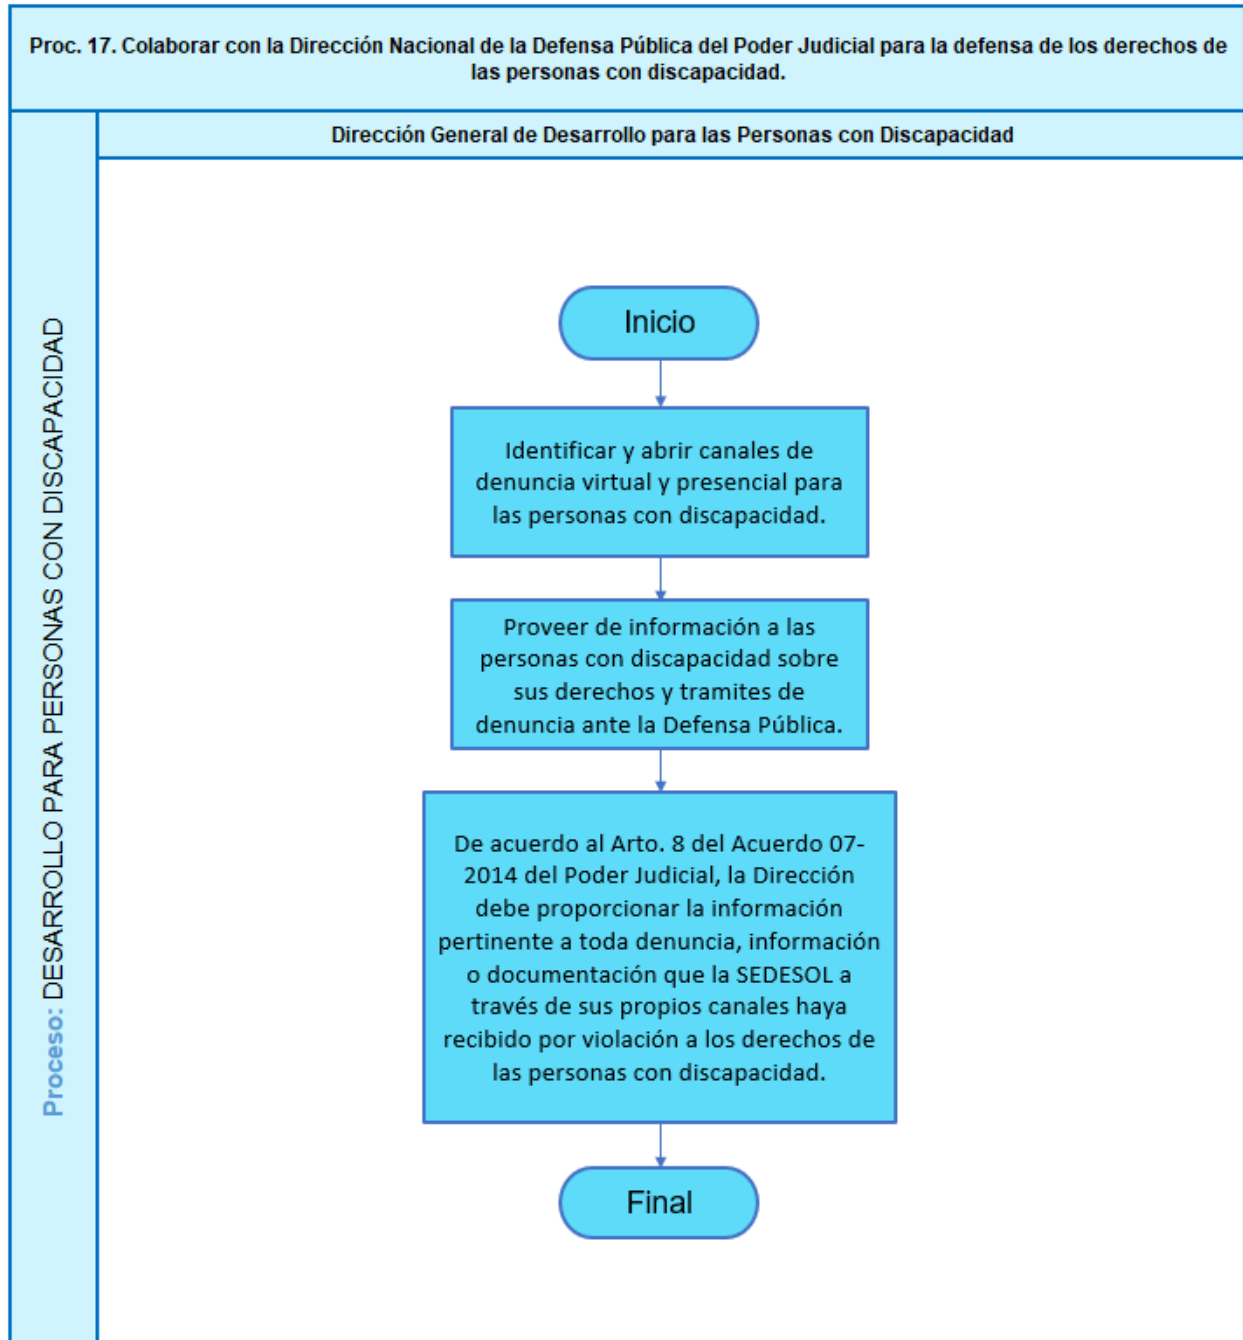 Proc. 17. Colaborar con la Dirección Nacional de la Defensa Pública del Poder Judicial para la defensa de los derechos de
las personas con discapacidad.
Dirección General de Desarrollo para las Personas con Discapacidad
Proceso: DESARROLLO PARA PERSONAS CON DISCAPACIDAD
Inicio
Identificar y abrir canales de
denuncia virtual y presencial para
las personas con discapacidad.
Proveer de información a las
personas con discapacidad sobre
sus derechos y tramites de
denuncia ante la Defensa Pública.
De acuerdo al Arto. 8 del Acuerdo 07-
2014 del Poder Judicial, la Dirección
debe proporcionar la información
pertinente a toda denuncia, información
o documentación que la SEDESOL a
través de sus propios canales haya
recibido por violación a los derechos de
las personas con discapacidad.
Final